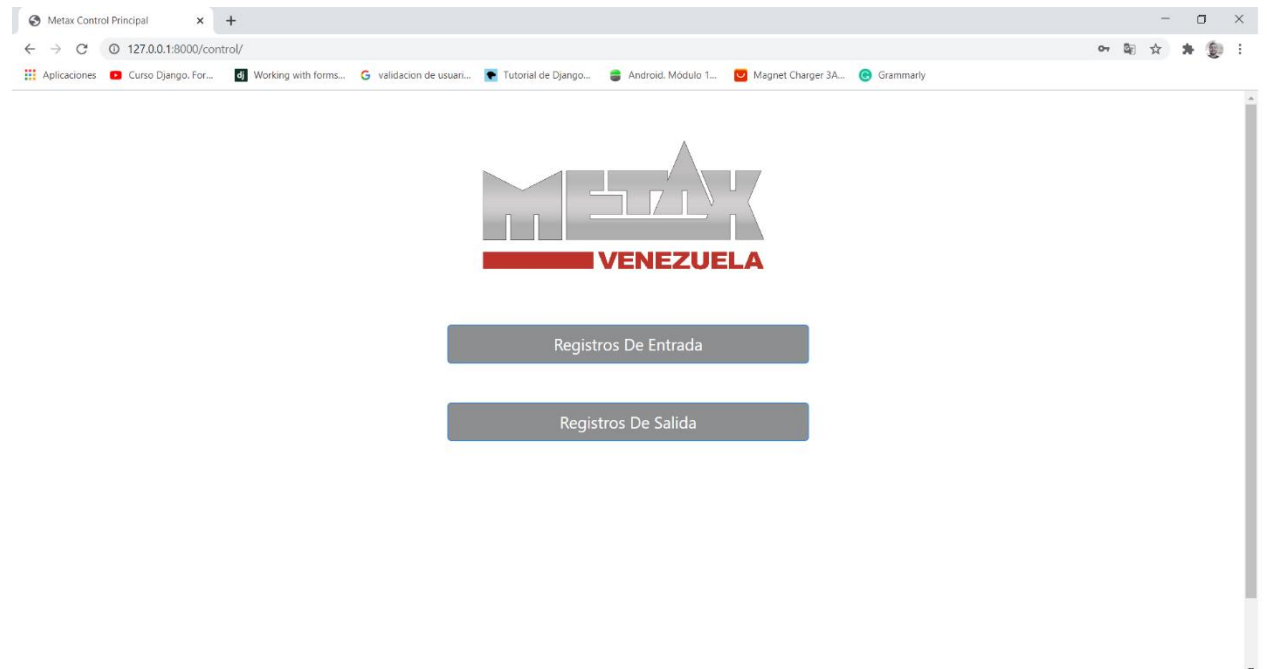 Metax Control Principal
127.0.0.1:8000/control/
Aplicaciones
Curso Django. For...
dj
Working with forms...
validacion de usuari...
Tutorial de Django...
Android. Módulo 1...
Magnet Charger 3A...
Grammarly
METAX
VENEZUELA
Registros De Entrada
Registros De Salida